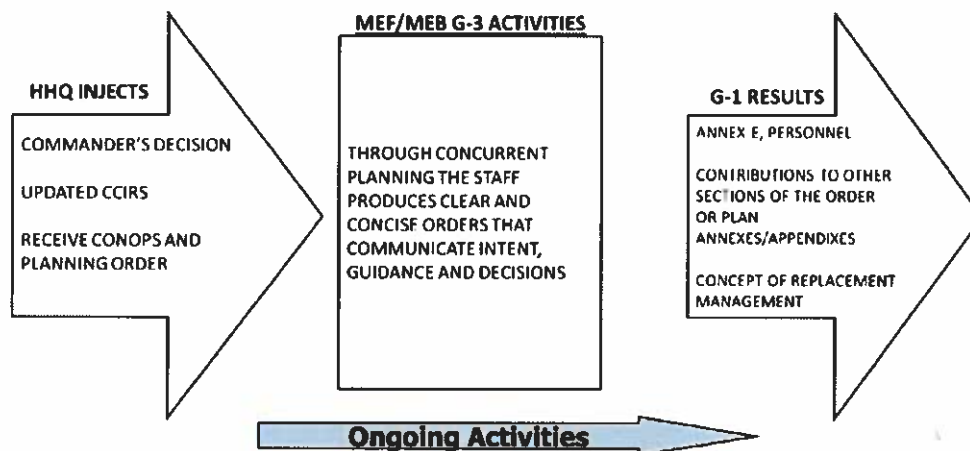 MEF/MEB G-3 ACTIVITIES
HHQ INJECTS
COMMANDER'S DECISION
UPDATED CCIRS
RECEIVE CONOPS AND
PLANNING ORDER
THROUGH CONCURRENT
PLANNING THE STAFF
PRODUCES CLEAR AND
CONCISE ORDERS THAT
COMMUNICATE INTENT,
GUIDANCE AND DECISIONS
G-1 RESULTS
ANNEX E, PERSONNEL
CONTRIBUTIONS TO OTHER
SECTIONS OF THE ORDER
OR PLAN
ANNEXES/APPENDIXES
CONCEPT OF REPLACEMENT
MANAGEMENT
Ongoing Activities